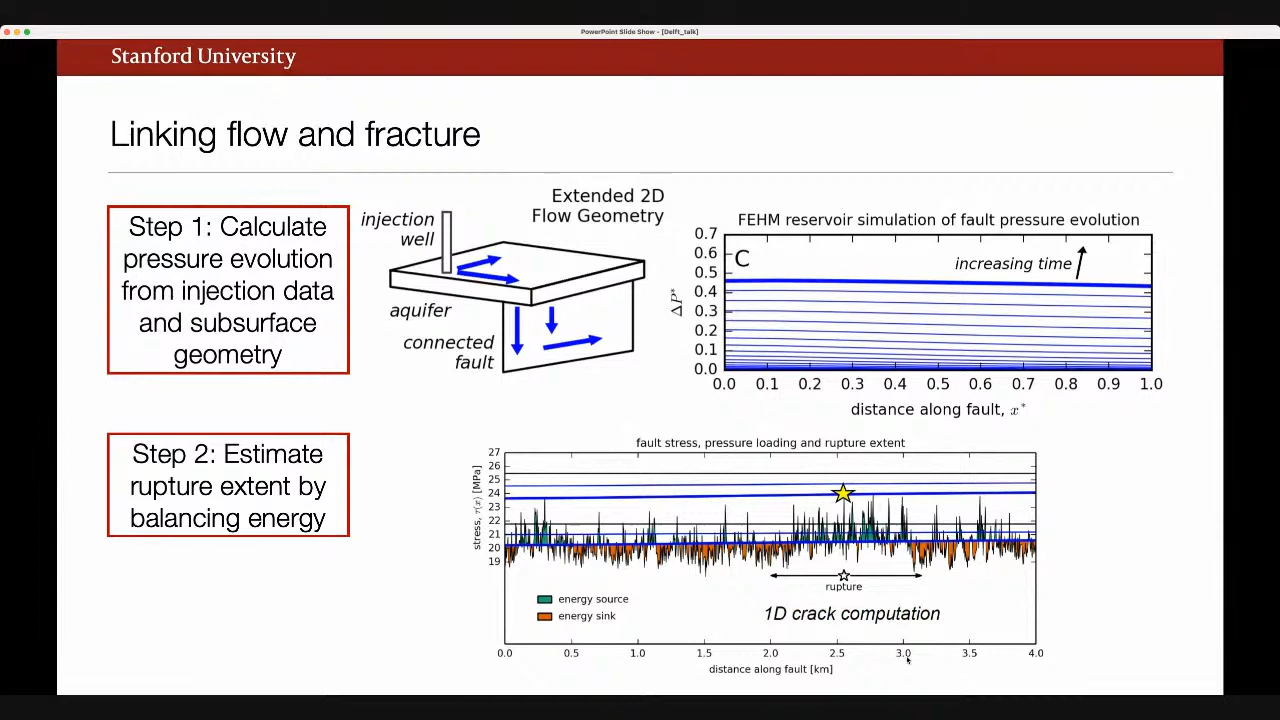 PowerPoint Slide Show - [Delft_talk]
Stanford University
Linking flow and fracture
Step 1: Calculate
pressure evolution
from injection data
and subsurface
geometry
Extended 2D
Flow Geometry
injection
well
aquifer
connected
fault
FEHM reservoir simulation of fault pressure evolution
C
increasing time
ΔP*
0.7
0.6
0.5
0.4
0.3
0.2
0.1
0.0
0.0 0.1 0.2 0.3 0.4 0.5 0.6 0.7 0.8 0.9 1.0
distance along fault, x*
Step 2: Estimate
rupture extent by
balancing energy
fault stress, pressure loading and rupture extent
stress, τ(x) [MPa]
27
26
25
24
23
22
21
20
19
rupture
energy source
energy sink
1D crack computation
0.0 0.5 1.0 1.5 2.0 2.5 3.0 3.5 4.0
distance along fault [km]